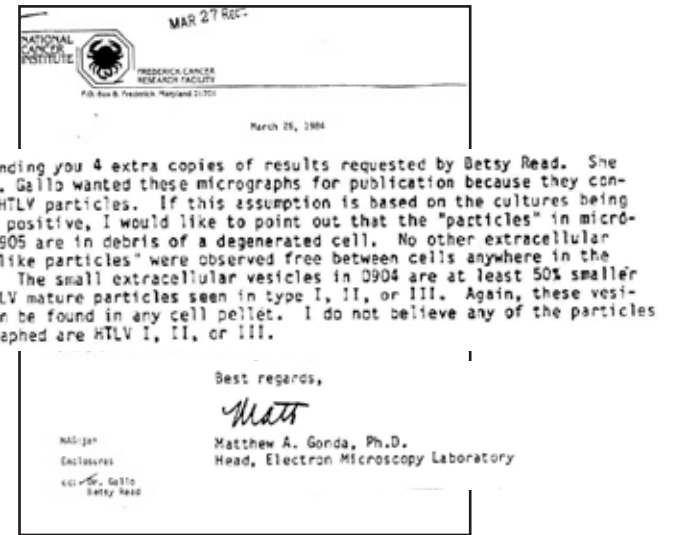 MAR 27 Rec.
NATIONAL
CANCER
INSTITUTE
FREDERICK CANCER
RESEARCH FACILITY
P.O. Box B, Frederick, Maryland 21701
March 26, 1984
nding you 4 extra copies of results requested by Betsy Read. She
. Gallo wanted these micrographs for publication because they con-
HTLV particles. If this assumption is based on the cultures being
positive, I would like to point out that the "particles" in micro-
905 are in debris of a degenerated cell. No other extracellular
like particles" were observed free between cells anywhere in the
The small extracellular vesicles in 0904 are at least 50% smaller
LV mature particles seen in type I, II, or III. Again, these vesi-
n be found in any cell pellet. I do not believe any of the particles
aphed are HTLV I, II, or III.
Best regards,
Matt
MAG:jan
Matthew A. Gonda, Ph.D.
Enclosures
Head, Electron Microscopy Laboratory
cc: Dr. Gallo
Betsy Read